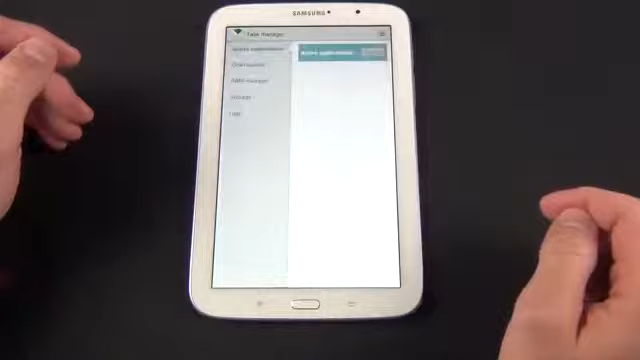 SAMSUNG
Task manager
Active applications
Active applications
Downloaded
RAM manager
Storage
Help